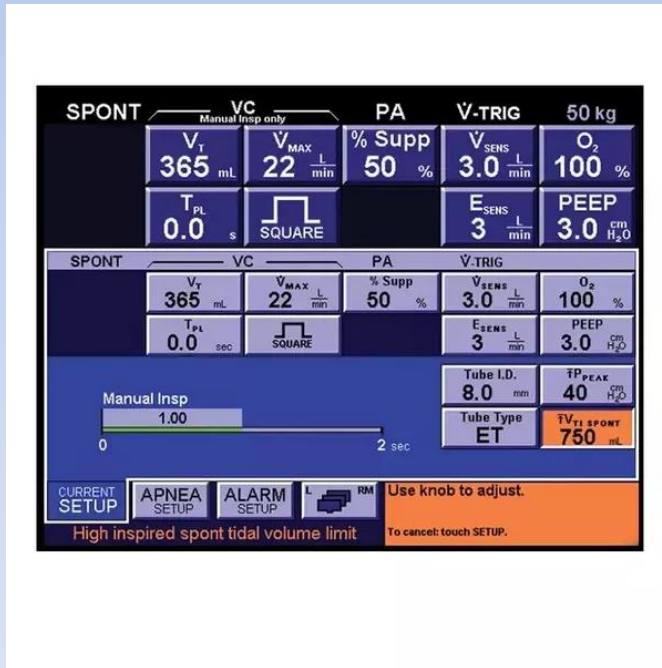 SPONT VC PA V̇-TRIG 50 kg
Manual Insp only
VT V̇MAX % Supp V̇SENS O2
365 mL 22 L/min 50 % 3.0 L/min 100 %
TPL ESENS PEEP
0.0 s SQUARE 3 L/min 3.0 cm H2O
SPONT VC PA V̇-TRIG
VT V̇MAX % Supp V̇SENS O2
365 mL 22 L/min 50 % 3.0 L/min 100 %
TPL ESENS PEEP
0.0 sec SQUARE 3 L/min 3.0 cm H2O
Tube I.D. ↑PPEAK
8.0 mm 40 cm H2O
Manual Insp Tube Type ↑VTI SPONT
1.00 ET 750 mL
0 2 sec
CURRENT SETUP APNEA SETUP ALARM SETUP L RM Use knob to adjust.
High inspired spont tidal volume limit To cancel: touch SETUP.